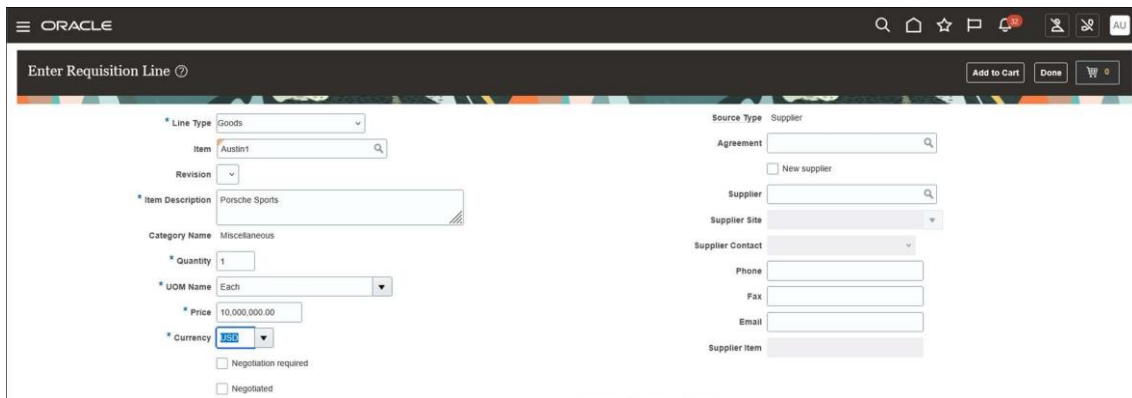 ORACLE
32
AU
Enter Requisition Line
Add to Cart
Done
0
* Line Type Goods
Item Austin1
Revision
* Item Description Porsche Sports
Category Name Miscellaneous
* Quantity 1
* UOM Name Each
* Price 10,000,000.00
* Currency USD
Negotiation required
Negotiated
Source Type Supplier
Agreement
New supplier
Supplier
Supplier Site
Supplier Contact
Phone
Fax
Email
Supplier Item